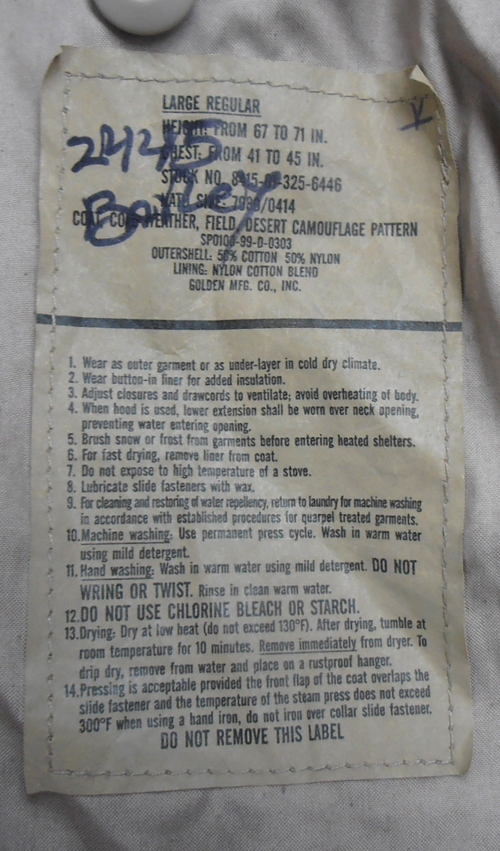 LARGE REGULAR
HEIGHT: FROM 67 TO 71 IN.
CHEST: FROM 41 TO 45 IN.
STOCK NO. 325-6446
NATO SIZE: 7080/0414
COAT, COLD WEATHER, FIELD, DESERT CAMOUFLAGE PATTERN
SPO100-99-D-0303
OUTERSHELL: 50% COTTON 50% NYLON
LINING: NYLON COTTON BLEND
GOLDEN MFG. CO., INC.
V
1. Wear as outer garment or as under-layer in cold dry climate.
2. Wear button-in liner for added insulation.
3. Adjust closures and drawcords to ventilate; avoid overheating of body.
4. When hood is used, lower extension shall be worn over neck opening,
preventing water entering opening.
5. Brush snow or frost from garments before entering heated shelters.
6. For fast drying, remove liner from coat.
7. Do not expose to high temperature of a stove.
8. Lubricate slide fasteners with wax.
9. For cleaning and restoring of water repellency, return to laundry for machine washing
in accordance with established procedures for quarpel treated garments.
10.Machine washing: Use permanent press cycle. Wash in warm water
using mild detergent.
11.Hand washing: Wash in warm water using mild detergent. DO NOT
WRING OR TWIST. Rinse in clean warm water.
12.DO NOT USE CHLORINE BLEACH OR STARCH.
13.Drying: Dry at low heat (do not exceed 130°F). After drying, tumble at
room temperature for 10 minutes. Remove immediately from dryer. To
drip dry, remove from water and place on a rustproof hanger.
14.Pressing is acceptable provided the front flap of the coat overlaps the
slide fastener and the temperature of the steam press does not exceed
300°F when using a hand iron, do not iron over collar slide fastener.
DO NOT REMOVE THIS LABEL